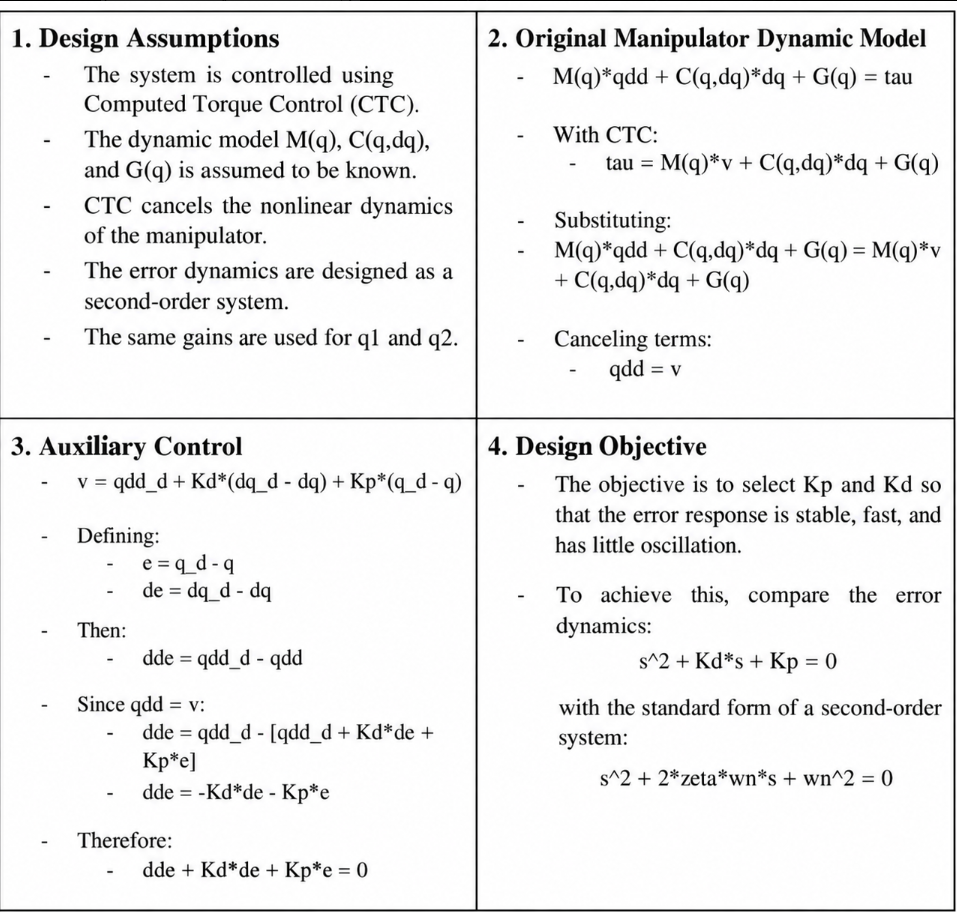 1. Design Assumptions
- The system is controlled using
Computed Torque Control (CTC).
- The dynamic model M(q), C(q,dq),
and G(q) is assumed to be known.
- CTC cancels the nonlinear dynamics
of the manipulator.
- The error dynamics are designed as a
second-order system.
- The same gains are used for q1 and q2.
2. Original Manipulator Dynamic Model
- M(q)*qdd + C(q,dq)*dq + G(q) = tau
- With CTC:
- tau = M(q)*v + C(q,dq)*dq + G(q)
- Substituting:
- M(q)*qdd + C(q,dq)*dq + G(q) = M(q)*v
+ C(q,dq)*dq + G(q)
- Canceling terms:
- qdd = v
3. Auxiliary Control
- v = qdd_d + Kd*(dq_d - dq) + Kp*(q_d - q)
- Defining:
- e = q_d - q
- de = dq_d - dq
- Then:
- dde = qdd_d - qdd
- Since qdd = v:
- dde = qdd_d - [qdd_d + Kd*de +
Kp*e]
- dde = -Kd*de - Kp*e
- Therefore:
- dde + Kd*de + Kp*e = 0
4. Design Objective
- The objective is to select Kp and Kd so
that the error response is stable, fast, and
has little oscillation.
- To achieve this, compare the error
dynamics:
s^2 + Kd*s + Kp = 0
with the standard form of a second-order
system:
s^2 + 2*zeta*wn*s + wn^2 = 0